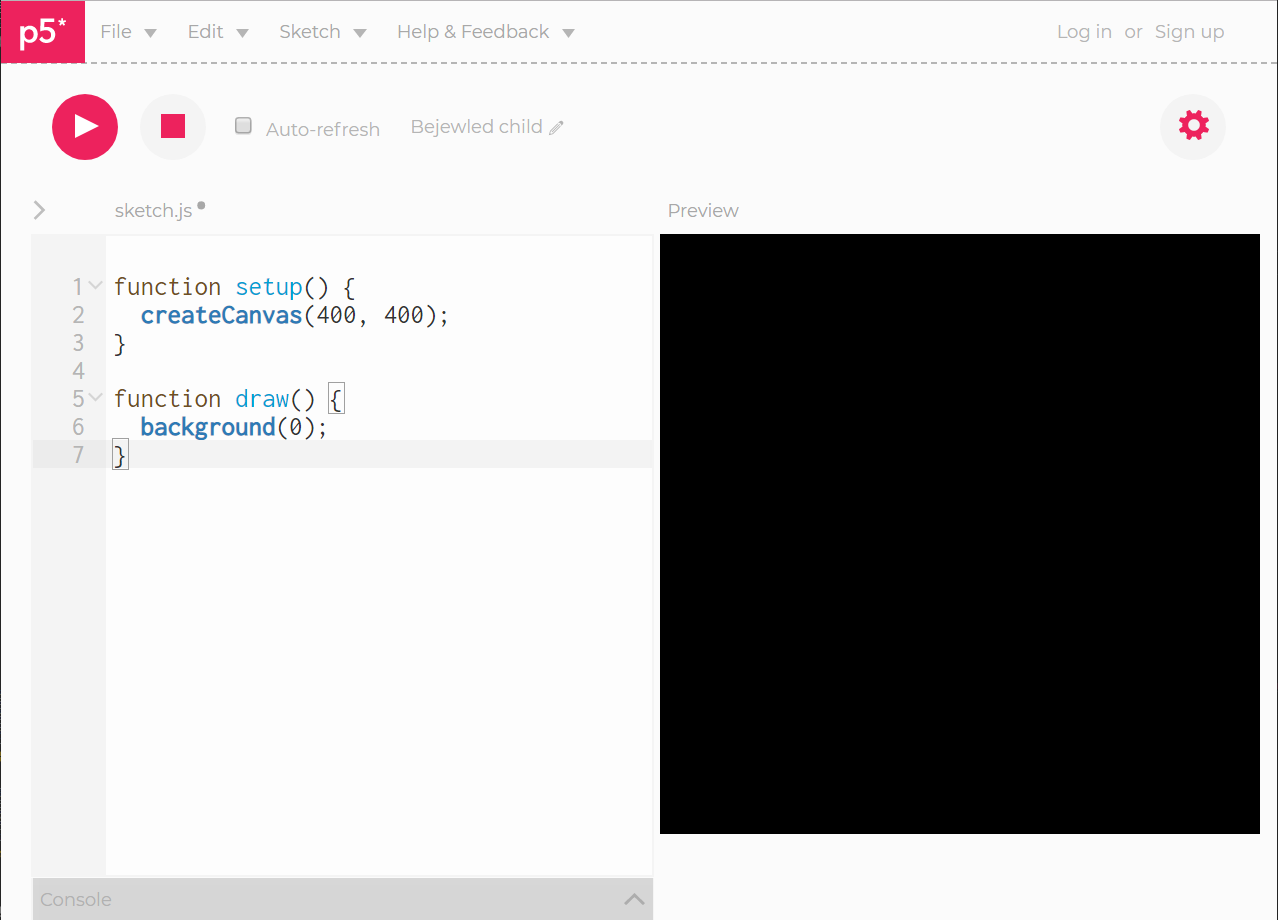 p5* File Edit Sketch Help & Feedback Log in or Sign up
Auto-refresh Bejewled child
sketch.js Preview
1 function setup() {
2   createCanvas(400, 400);
3 }
4
5 function draw() {
6   background(0);
7 }
Console